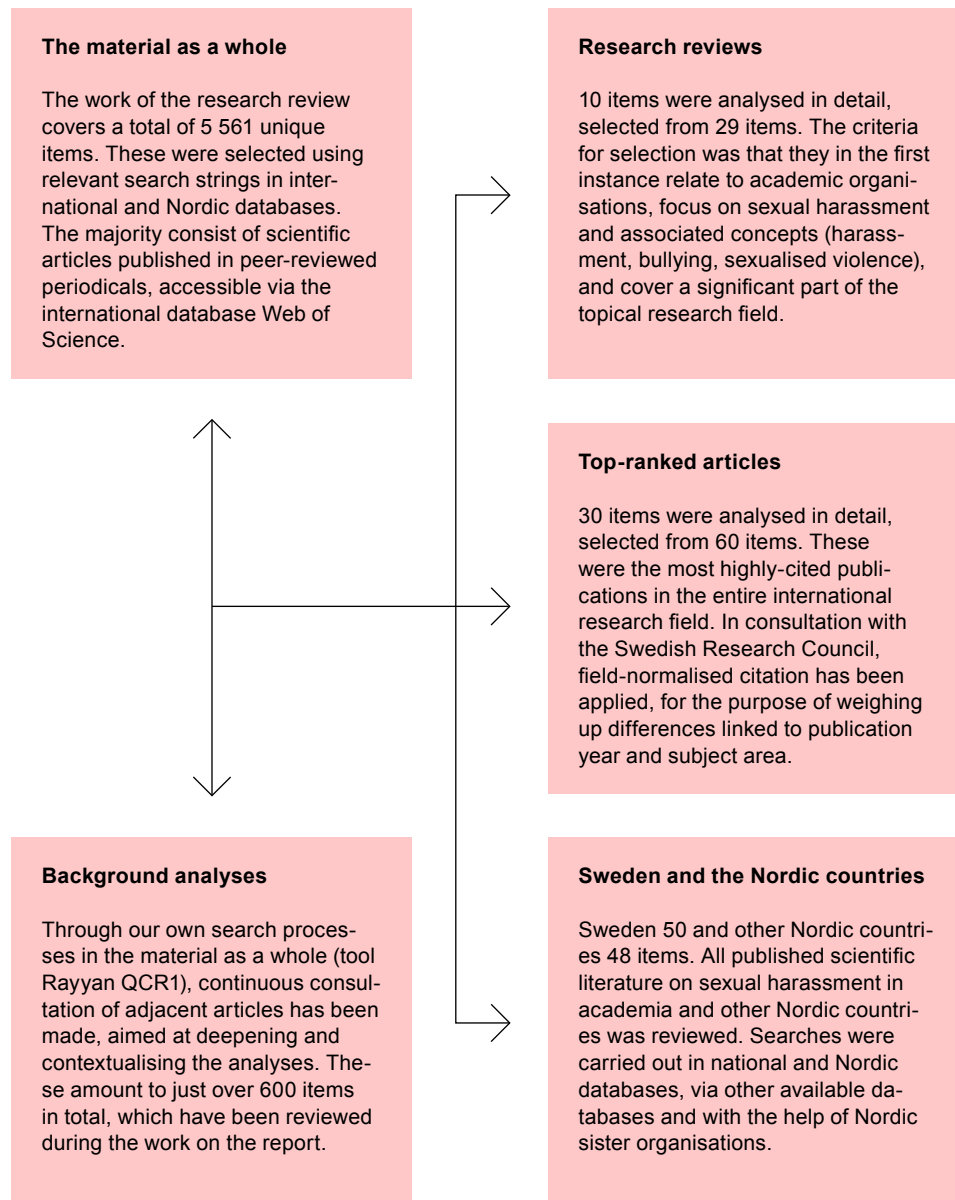 The material as a whole
The work of the research review
covers a total of 5 561 unique
items. These were selected using
relevant search strings in inter-
national and Nordic databases.
The majority consist of scientific
articles published in peer-reviewed
periodicals, accessible via the
international database Web of
Science.
Background analyses
Through our own search proces-
ses in the material as a whole (tool
Rayyan QCR1), continuous consul-
tation of adjacent articles has been
made, aimed at deepening and
contextualising the analyses. The-
se amount to just over 600 items
in total, which have been reviewed
during the work on the report.
Research reviews
10 items were analysed in detail,
selected from 29 items. The criteria
for selection was that they in the first
instance relate to academic organi-
sations, focus on sexual harassment
and associated concepts (harass-
ment, bullying, sexualised violence),
and cover a significant part of the
topical research field.
Top-ranked articles
30 items were analysed in detail,
selected from 60 items. These
were the most highly-cited publi-
cations in the entire international
research field. In consultation with
the Swedish Research Council,
field-normalised citation has been
applied, for the purpose of weighing
up differences linked to publication
year and subject area.
Sweden and the Nordic countries
Sweden 50 and other Nordic countri-
es 48 items. All published scientific
literature on sexual harassment in
academia and other Nordic countri-
es was reviewed. Searches were
carried out in national and Nordic
databases, via other available da-
tabases and with the help of Nordic
sister organisations.